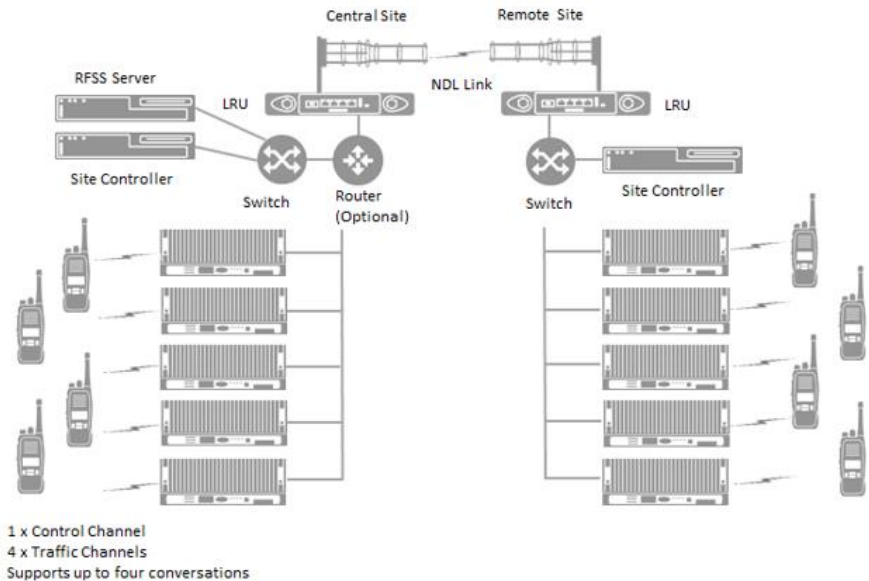 Central Site
Remote Site
RFSS Server
NDL Link
LRU
LRU
Site Controller
Switch
Router
(Optional)
Switch
Site Controller
1 x Control Channel
4 x Traffic Channels
Supports up to four conversations